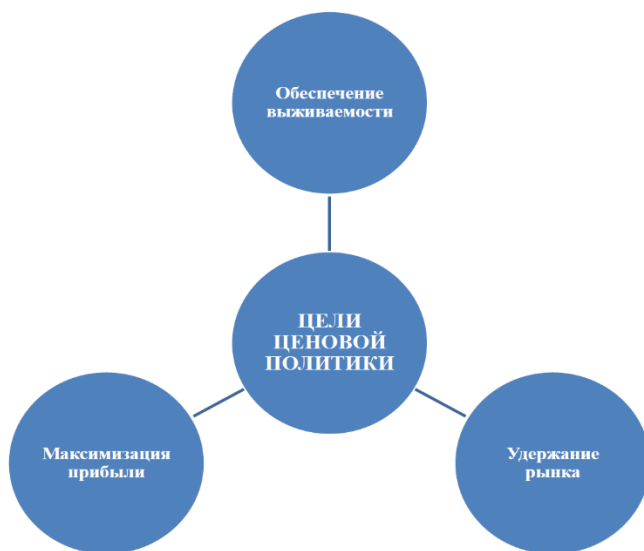 Обеспечение
выживаемости
ЦЕЛИ
ЦЕНОВОЙ
ПОЛИТИКИ
Максимизация
прибыли
Удержание
рынка